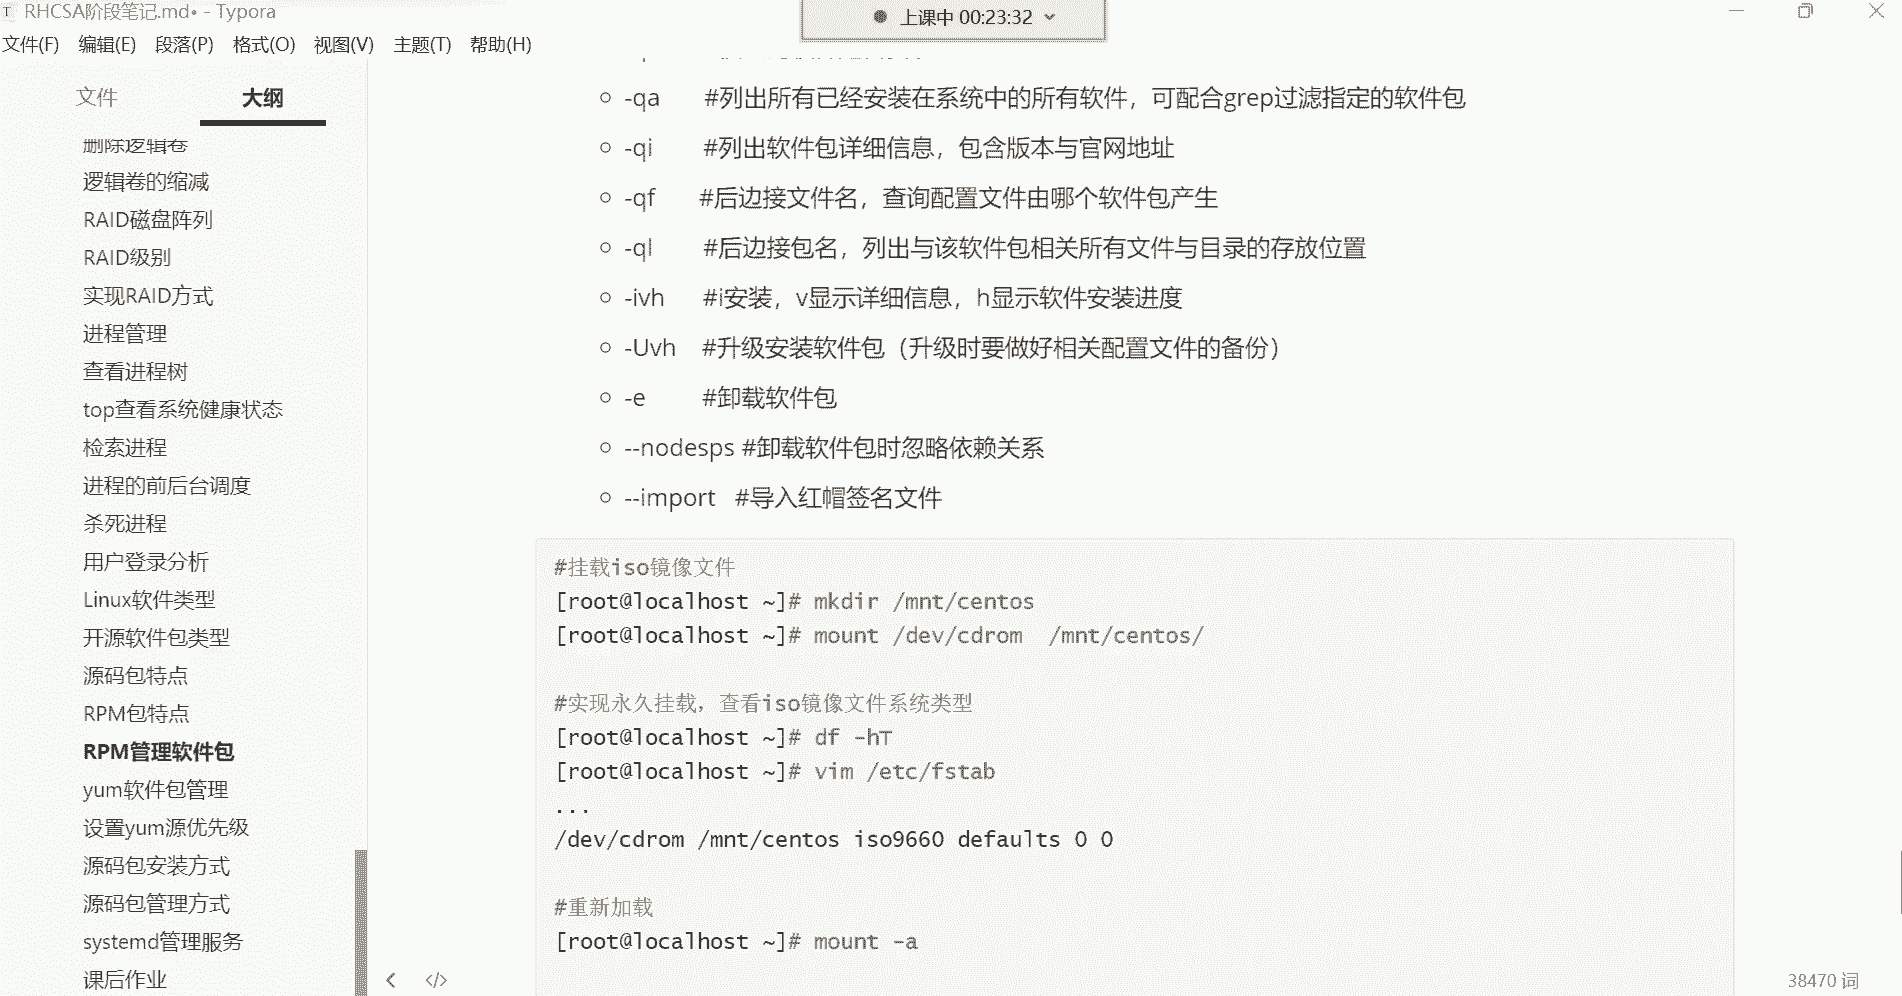 T RHCSA阶段笔记.md• - Typora
上课中 00:23:32
文件(F) 编辑(E) 段落(P) 格式(O) 视图(V) 主题(T) 帮助(H)
文件 大纲
删除逻辑卷
逻辑卷的缩减
RAID磁盘阵列
RAID级别
实现RAID方式
进程管理
查看进程树
top查看系统健康状态
检索进程
进程的前后台调度
杀死进程
用户登录分析
Linux软件类型
开源软件包类型
源码包特点
RPM包特点
RPM管理软件包
yum软件包管理
设置yum源优先级
源码包安装方式
源码包管理方式
systemd管理服务
课后作业
-qa #列出所有已经安装在系统中的所有软件，可配合grep过滤指定的软件包
-qi #列出软件包详细信息，包含版本与官网地址
-qf #后边接文件名，查询配置文件由哪个软件包产生
-ql #后边接包名，列出与该软件包相关所有文件与目录的存放位置
-ivh #i安装，v显示详细信息，h显示软件安装进度
-Uvh #升级安装软件包（升级时要做好相关配置文件的备份）
-e #卸载软件包
--nodesps #卸载软件包时忽略依赖关系
--import #导入红帽签名文件
#挂载iso镜像文件
[root@localhost ~]# mkdir /mnt/centos
[root@localhost ~]# mount /dev/cdrom  /mnt/centos/
#实现永久挂载，查看iso镜像文件系统类型
[root@localhost ~]# df -hT
[root@localhost ~]# vim /etc/fstab
...
/dev/cdrom /mnt/centos iso9660 defaults 0 0
#重新加载
[root@localhost ~]# mount -a
38470 词